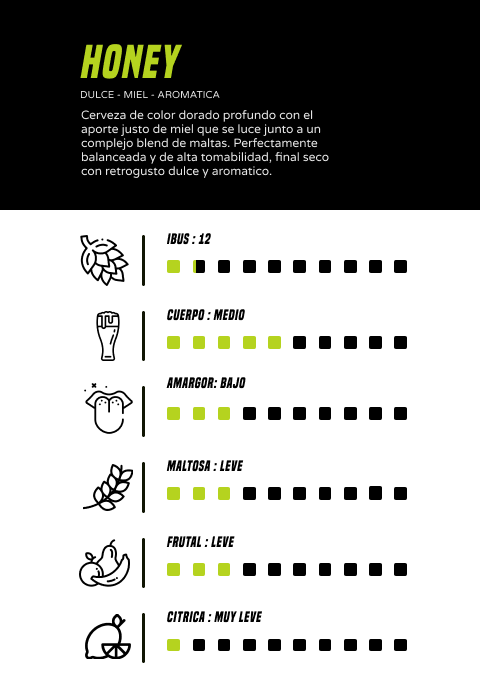 HONEY
DULCE - MIEL - AROMATICA
Cerveza de color dorado profundo con el
aporte justo de miel que se luce junto a un
complejo blend de maltas. Perfectamente
balanceada y de alta tomabilidad, final seco
con retrogusto dulce y aromatico.
IBUS : 12
CUERPO : MEDIO
AMARGOR: BAJO
MALTOSA : LEVE
FRUTAL : LEVE
CITRICA : MUY LEVE